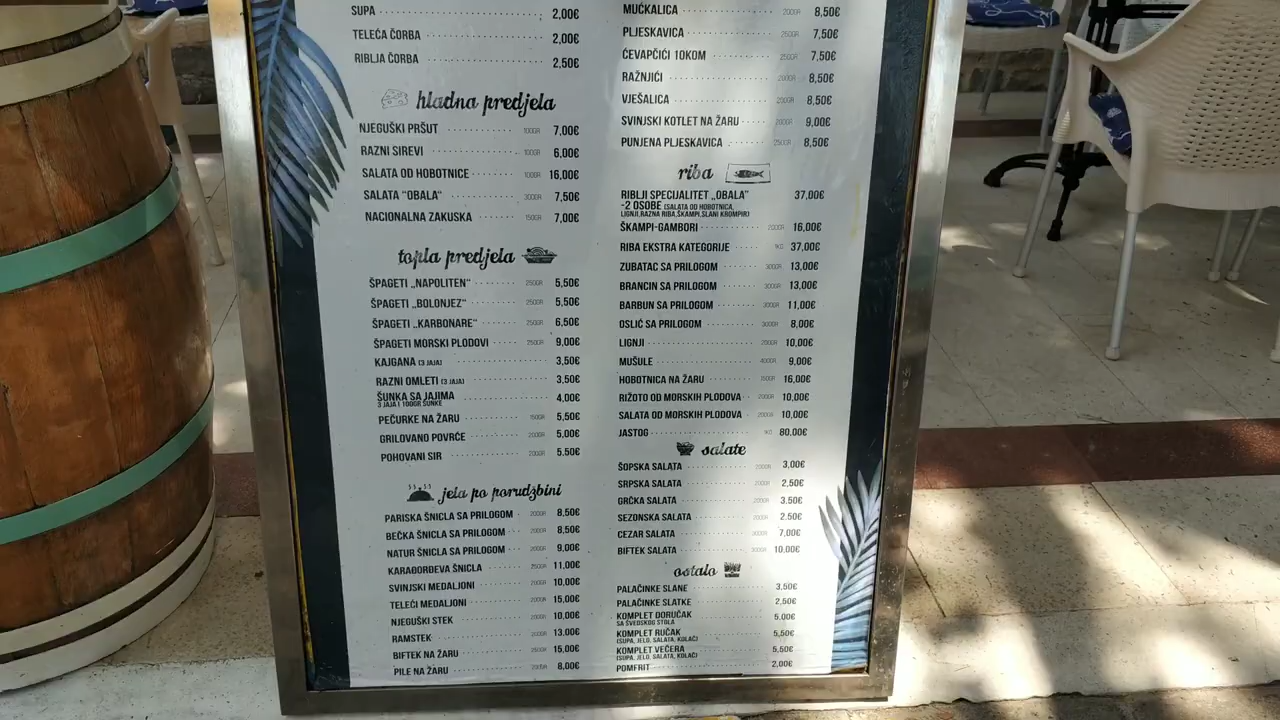 SUPA 2,00€
TELEĆA ČORBA 2,00€
RIBLJA ČORBA 2,50€
hladna predjela
NJEGUŠKI PRŠUT 100GR 7,00€
RAZNI SIREVI 100GR 6,00€
SALATA OD HOBOTNICE 100GR 16,00€
SALATA "OBALA" 300GR 7,50€
NACIONALNA ZAKUSKA 150GR 7,00€
topla predjela
ŠPAGETI „NAPOLITEN" 250GR 5,50€
ŠPAGETI „BOLONJEZ" 250GR 5,50€
ŠPAGETI „KARBONARE" 250GR 6,50€
ŠPAGETI MORSKI PLODOVI 250GR 9,00€
KAJGANA (3 JAJA) 3,50€
RAZNI OMLETI (3 JAJA) 3,50€
ŠUNKA SA JAJIMA 4,00€
3 JAJA I 100GR ŠUNKE
PEČURKE NA ŽARU 150GR 5,50€
GRILOVANO POVRĆE 200GR 5,00€
POHOVANI SIR 200GR 5,50€
jela po porudžbini
PARISKA ŠNICLA SA PRILOGOM 200GR 8,50€
BEČKA ŠNICLA SA PRILOGOM 200GR 8,50€
NATUR ŠNICLA SA PRILOGOM 200GR 9,00€
KARAĐORĐEVA ŠNICLA 250GR 11,00€
SVINJSKI MEDALJONI 200GR 10,00€
TELEĆI MEDALJONI 200GR 15,00€
NJEGUŠKI STEK 200GR 10,00€
RAMSTEK 200GR 13,00€
BIFTEK NA ŽARU 250GR 15,00€
PILE NA ŽARU 200GR 8,00€
MUĆKALICA 200GR 8,50€
PLJESKAVICA 250GR 7,50€
ĆEVAPČIĆI 10KOM 250GR 7,50€
RAŽNJIĆI 200GR 8,50€
VJEŠALICA 200GR 8,50€
SVINJSKI KOTLET NA ŽARU 200GR 9,00€
PUNJENA PLJESKAVICA 250GR 8,50€
riba
RIBLJI SPECIJALITET „OBALA" 37,00€
-2 OSOBE (SALATA OD HOBOTNICA,
LIGNJI,RAZNA RIBA,ŠKAMPI,SLANI KROMPIR)
ŠKAMPI-GAMBORI 200GR 16,00€
RIBA EKSTRA KATEGORIJE 1KG 37,00€
ZUBATAC SA PRILOGOM 300GR 13,00€
BRANCIN SA PRILOGOM 300GR 13,00€
BARBUN SA PRILOGOM 300GR 11,00€
OSLIĆ SA PRILOGOM 300GR 8,00€
LIGNJI 200GR 10,00€
MUŠULE 400GR 9,00€
HOBOTNICA NA ŽARU 150GR 16,00€
RIŽOTO OD MORSKIH PLODOVA 200GR 10,00€
SALATA OD MORSKIH PLODOVA 200GR 10,00€
JASTOG KG 80,00€
salate
ŠOPSKA SALATA 200GR 3,00€
SRPSKA SALATA 200GR 2,50€
GRČKA SALATA 200GR 3,50€
SEZONSKA SALATA 200GR 2,50€
CEZAR SALATA 300GR 7,00€
BIFTEK SALATA 300GR 10,00€
ostalo
PALAČINKE SLANE 3,50€
PALAČINKE SLATKE 2,50€
KOMPLET DORUČAK 5,00€
SA ŠVEDSKOG STOLA
KOMPLET RUČAK 5,50€
(SUPA, JELO, SALATA, KOLAČ)
KOMPLET VEČERA 5,50€
(SUPA, JELO, SALATA, KOLAČ)
POMFRIT 2,00€